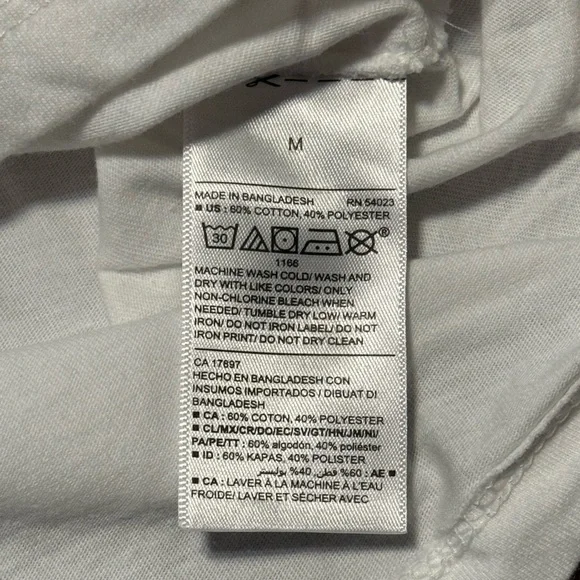 M
MADE IN BANGLADESH RN 54023
■ US : 60% COTTON, 40% POLYESTER
30
®
1166
MACHINE WASH COLD/ WASH AND
DRY WITH LIKE COLORS/ ONLY
NON-CHLORINE BLEACH WHEN
NEEDED/ TUMBLE DRY LOW/ WARM
IRON/ DO NOT IRON LABEL/ DO NOT
IRON PRINT/ DO NOT DRY CLEAN
CA 17897
HECHO EN BANGLADESH CON
INSUMOS IMPORTADOS / DIBUAT DI
BANGLADESH
■ CA : 60% COTON, 40% POLYESTER
■ CL/MX/CR/DO/EC/SV/GT/HN/JM/NI/
PA/PE/TT : 60% algodón, 40% poliéster
■ ID : 60% KAPAS, 40% POLISTER
■ AE : 60% قطن, 40% بوليستر
■ CA : LAVER À LA MACHINE À L'EAU
FROIDE/ LAVER ET SÉCHER AVEC